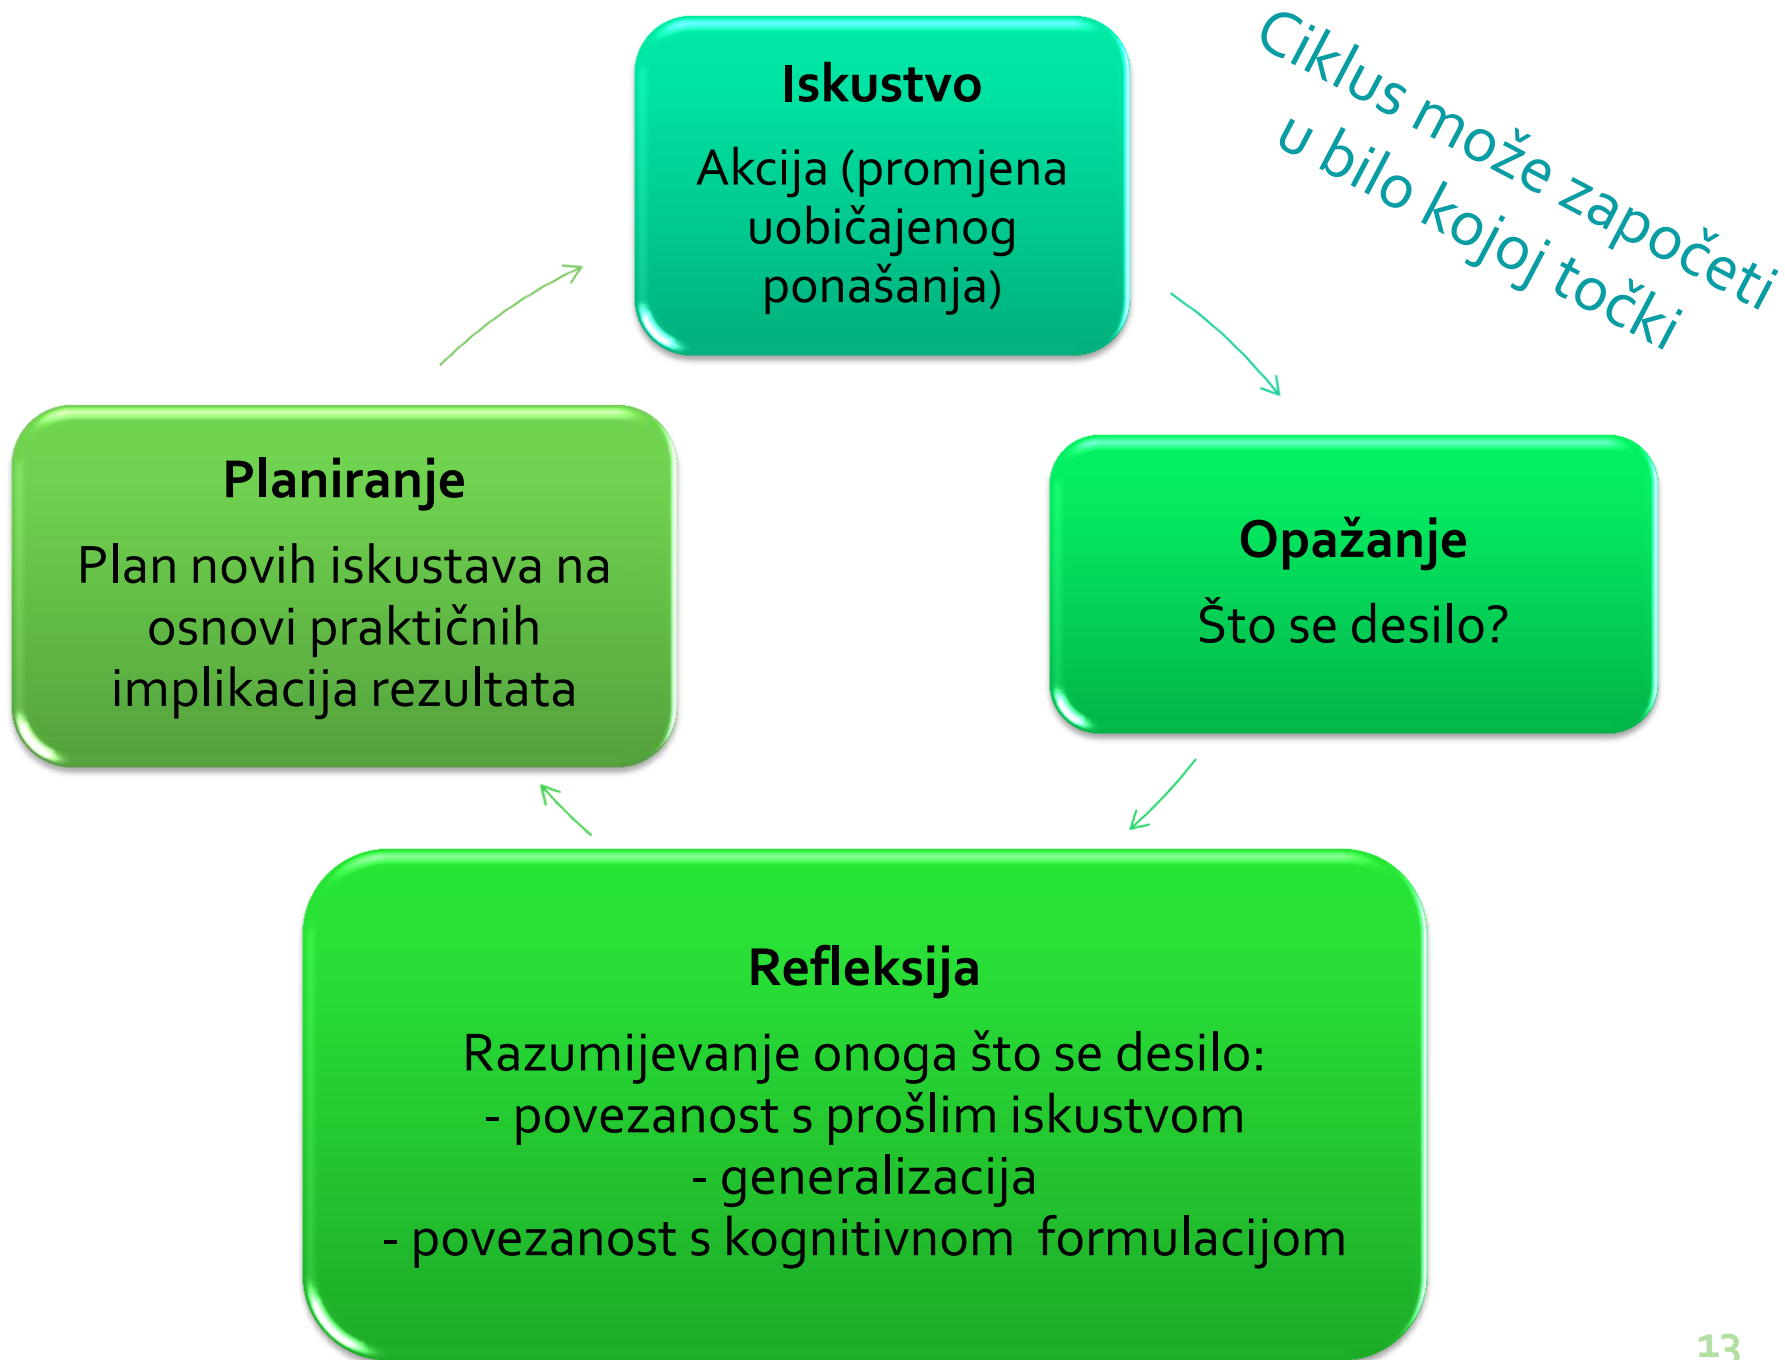 Iskustvo
Akcija (promjena
uobičajenog
ponašanja)
Ciklus može započeti
u bilo kojoj točki
Opažanje
Što se desilo?
Refleksija
Razumijevanje onoga što se desilo:
- povezanost s prošlim iskustvom
- generalizacija
- povezanost s kognitivnom  formulacijom
Planiranje
Plan novih iskustava na
osnovi praktičnih
implikacija rezultata
13